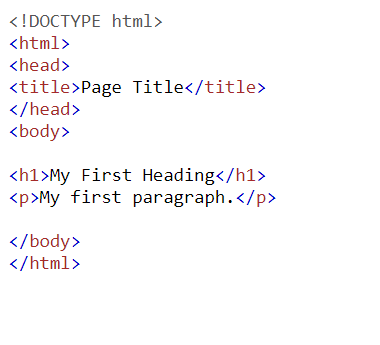 <!DOCTYPE html>
<html>
<head>
<title>Page Title</title>
</head>
<body>
<h1>My First Heading</h1>
<p>My first paragraph.</p>
</body>
</html>